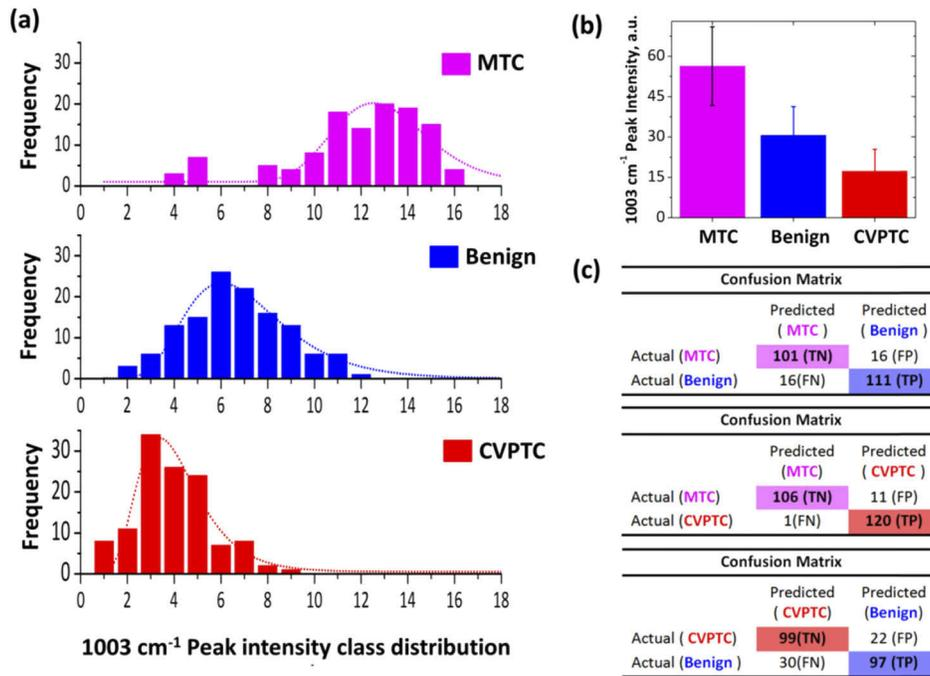 (a)
MTC
Frequency
30
20
10
0
0 2 4 6 8 10 12 14 16 18
Benign
Frequency
30
20
10
0
0 2 4 6 8 10 12 14 16 18
CVPTC
Frequency
30
20
10
0
0 2 4 6 8 10 12 14 16 18
1003 cm⁻¹ Peak intensity class distribution
(b)
1003 cm⁻¹ Peak Intensity, a.u.
60
45
30
15
0
MTC Benign CVPTC
(c)
Confusion Matrix
Predicted Predicted
( MTC ) ( Benign )
Actual (MTC) 101 (TN) 16 (FP)
Actual (Benign) 16(FN) 111 (TP)
Confusion Matrix
Predicted Predicted
(MTC) ( CVPTC )
Actual (MTC) 106 (TN) 11 (FP)
Actual (CVPTC) 1(FN) 120 (TP)
Confusion Matrix
Predicted Predicted
( CVPTC) (Benign)
Actual ( CVPTC) 99(TN) 22 (FP)
Actual (Benign ) 30(FN) 97 (TP)